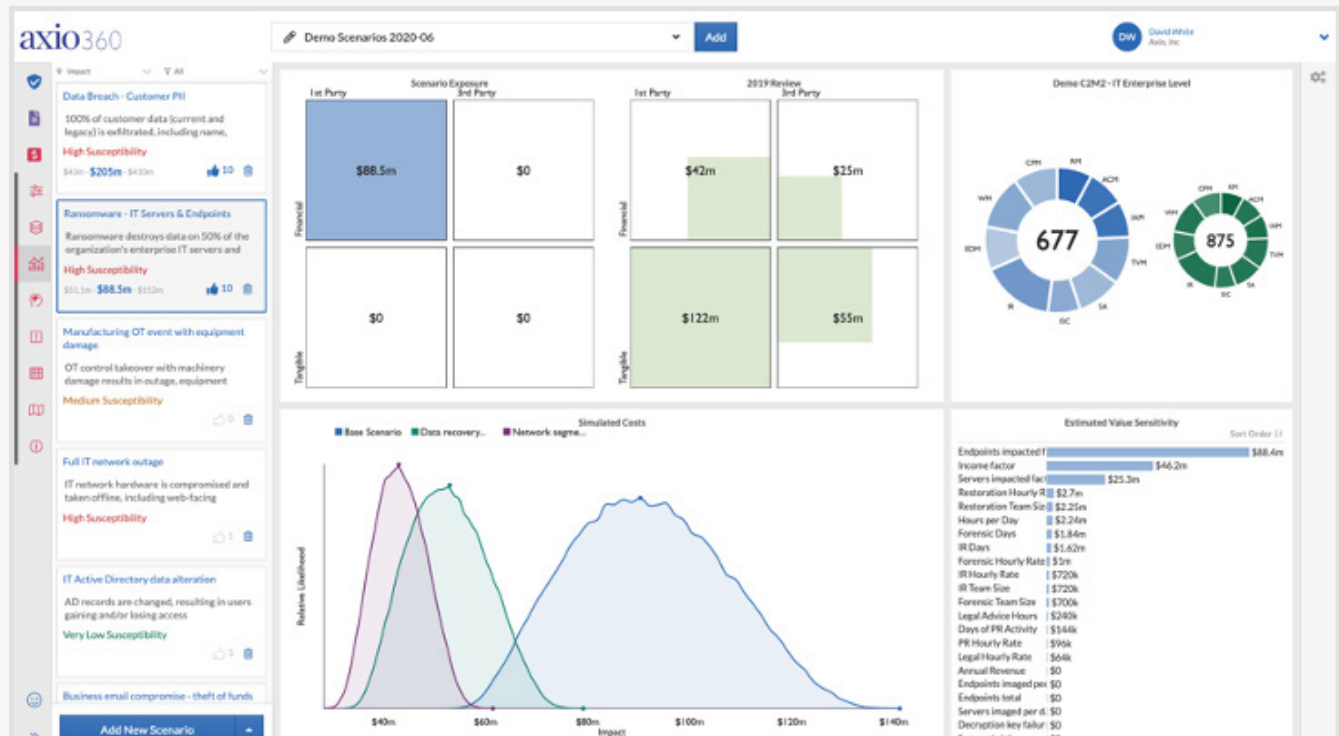 axio360
Demo Scenarios 2020-06
Add
DW
David White
Axio, Inc
Impact
All
Data Breach - Customer PII
100% of customer data (current and
legacy) is exfiltrated, including name,
High Susceptibility
$43m - $205m - $410m
10
Ransomware - IT Servers & Endpoints
Ransomware destroys data on 50% of the
organization's enterprise IT servers and
High Susceptibility
$51.1m - $88.5m - $152m
10
Manufacturing OT event with equipment
damage
OT control takeover with machinery
damage results in outage, equipment
Medium Susceptibility
0
Full IT network outage
IT network hardware is compromised and
taken offline, including web-facing
High Susceptibility
1
IT Active Directory data alteration
AD records are changed, resulting in users
gaining and/or losing access
Very Low Susceptibility
3
Business email compromise - theft of funds
Add New Scenario
Scenario Exposure
1st Party
3rd Party
Financial
$88.5m
$0
Tangible
$0
$0
2019 Review
1st Party
3rd Party
Financial
$42m
$25m
Tangible
$122m
$55m
Demo C2M2 - IT Enterprise Level
CPM
RM
ACM
IAM
TVM
SA
ISC
IR
EDM
WM
677
CPM
RM
ACM
IAM
TVM
SA
ISC
IR
EDM
875
Simulated Costs
Base Scenario
Data recovery...
Network segme...
Relative Likelihood
$40m
$60m
$80m
$100m
$120m
$140m
Impact
Estimated Value Sensitivity
Sort Order
Endpoints impacted f $88.4m
Income factor $46.2m
Servers impacted fact $25.3m
Restoration Hourly R $2.7m
Restoration Team Siz $2.25m
Hours per Day $2.24m
Forensic Days $1.84m
IR Days $1.62m
Forensic Hourly Rate $1m
IR Hourly Rate $720k
IR Team Size $720k
Forensic Team Size $700k
Legal Advice Hours $240k
Days of PR Activity $144k
PR Hourly Rate $96k
Legal Hourly Rate $64k
Annual Revenue $0
Endpoints imaged per $0
Endpoints total $0
Servers imaged per d $0
Decryption key failur $0